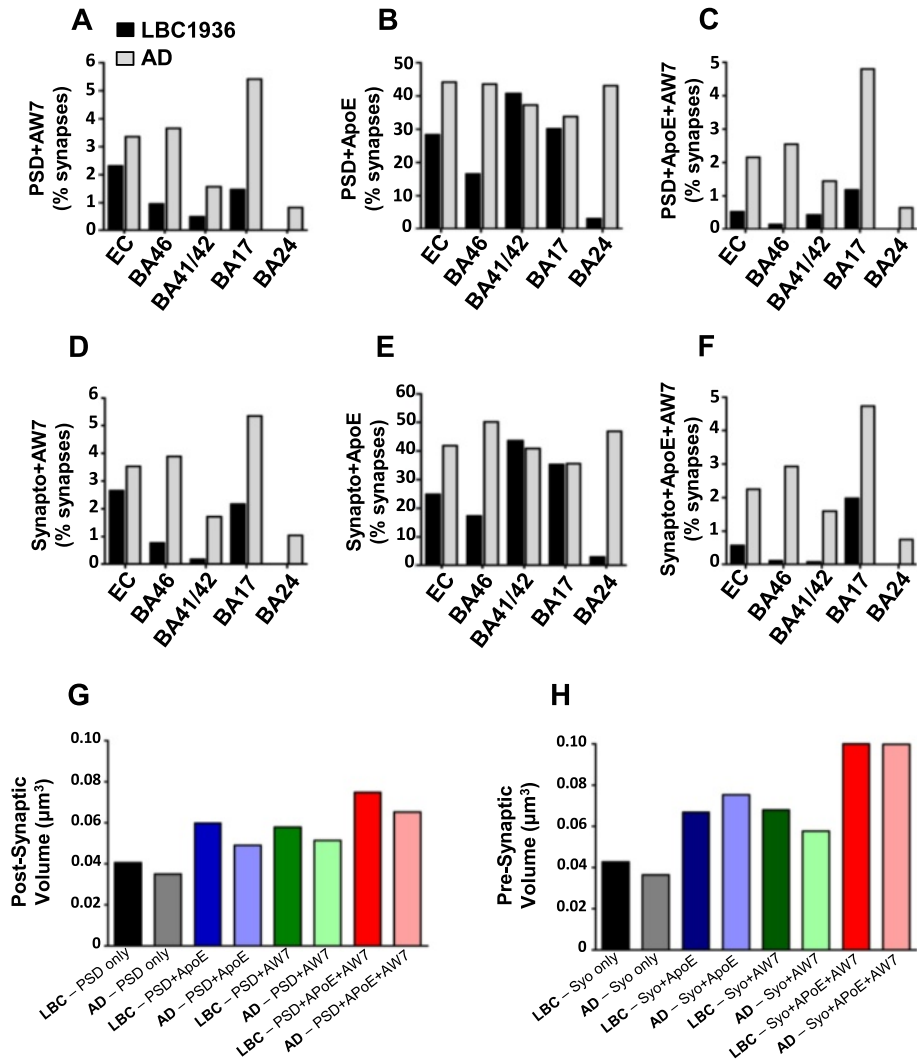 A
B
C
LBC1936
AD
PSD+AW7
(% synapses)
6
5
4
3
2
1
0
EC
BA46
BA41/42
BA17
BA24
PSD+ApoE
(% synapses)
50
40
30
20
10
0
EC
BA46
BA41/42
BA17
BA24
PSD+ApoE+AW7
(% synapses)
5
4
3
2
1
0
EC
BA46
BA41/42
BA17
BA24
D
E
F
Synapto+AW7
(% synapses)
6
5
4
3
2
1
0
EC
BA46
BA41/42
BA17
BA24
Synapto+ApoE
(% synapses)
60
50
40
30
20
10
0
EC
BA46
BA41/42
BA17
BA24
Synapto+ApoE+AW7
(% synapses)
5
4
3
2
1
0
EC
BA46
BA41/42
BA17
BA24
G
H
Post-Synaptic
Volume (µm³)
0.10
0.08
0.06
0.04
0.02
0
LBC – PSD only
AD – PSD only
LBC – PSD+ApoE
AD – PSD+ApoE
LBC – PSD+AW7
AD – PSD+AW7
LBC – PSD+APOE+AW7
AD – PSD+APOE+AW7
Pre-Synaptic
Volume (µm³)
0.10
0.08
0.06
0.04
0.02
0
LBC – Syo only
AD – Syo only
LBC – Syo+ApoE
AD – Syo+ApoE
LBC – Syo+AW7
AD – Syo+AW7
LBC – Syo+APoE+AW7
AD – Syo+APOE+AW7